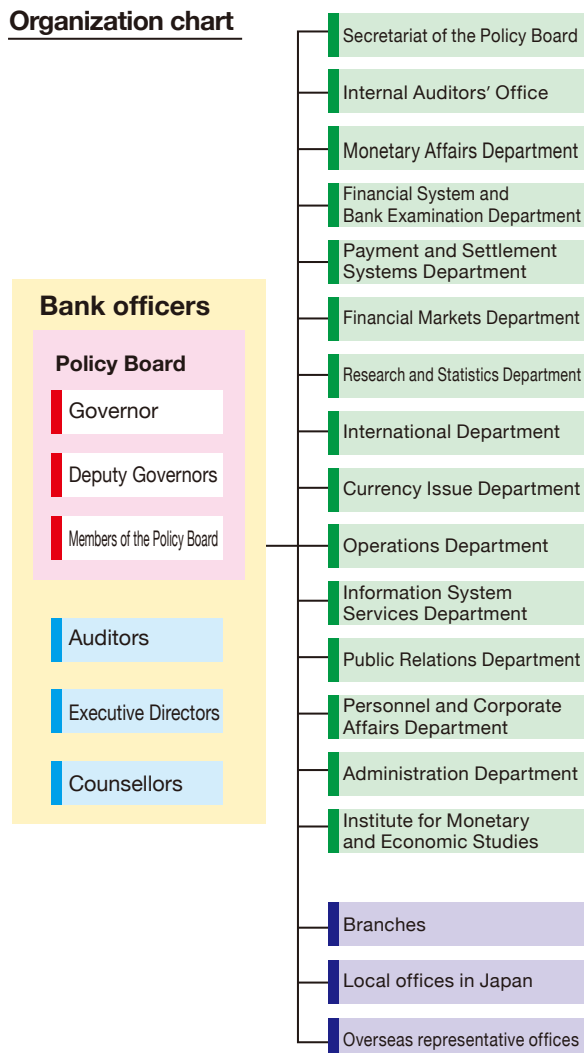 Organization chart
Bank officers
Policy Board
Governor
Deputy Governors
Members of the Policy Board
Auditors
Executive Directors
Counsellors
Secretariat of the Policy Board
Internal Auditors' Office
Monetary Affairs Department
Financial System and
Bank Examination Department
Payment and Settlement
Systems Department
Financial Markets Department
Research and Statistics Department
International Department
Currency Issue Department
Operations Department
Information System
Services Department
Public Relations Department
Personnel and Corporate
Affairs Department
Administration Department
Institute for Monetary
and Economic Studies
Branches
Local offices in Japan
Overseas representative offices